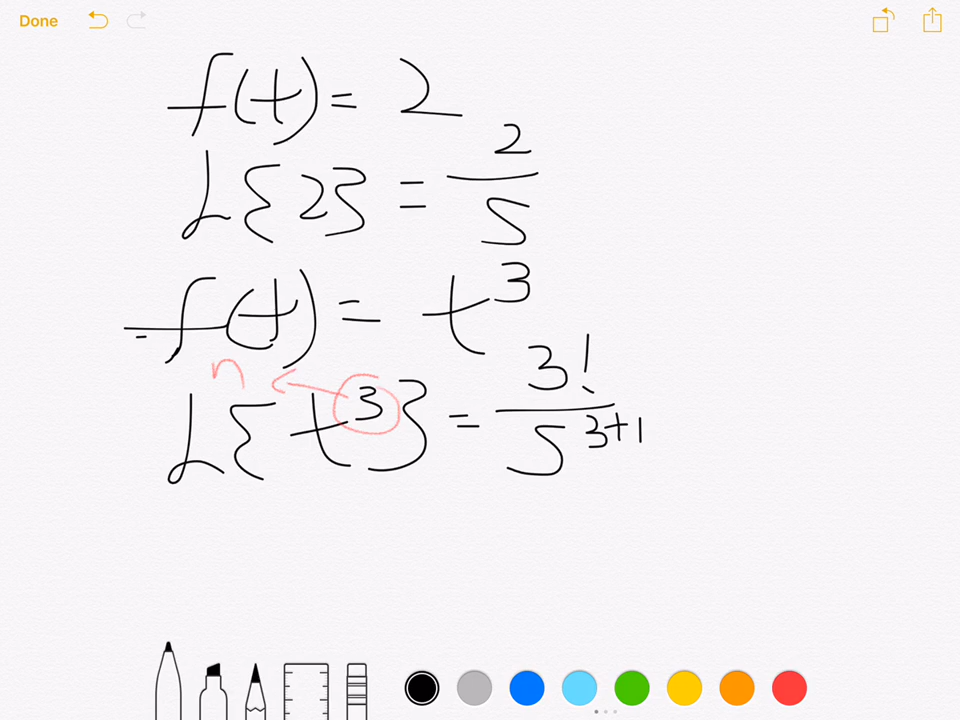 Done
f(t) = 2
ℒ{2} = 2/s
f(t) = t^3
n
ℒ{t^3} = 3!/s^{3+1}